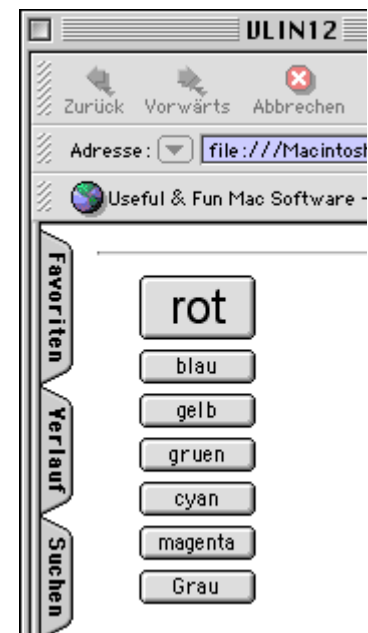 VLIN12
Zurück Vorwärts Abbrechen
Adresse: file:///Macintosh
Useful & Fun Mac Software -
Favoriten
rot
blau
gelb
gruen
Verlauf
cyan
magenta
Suchen
Grau